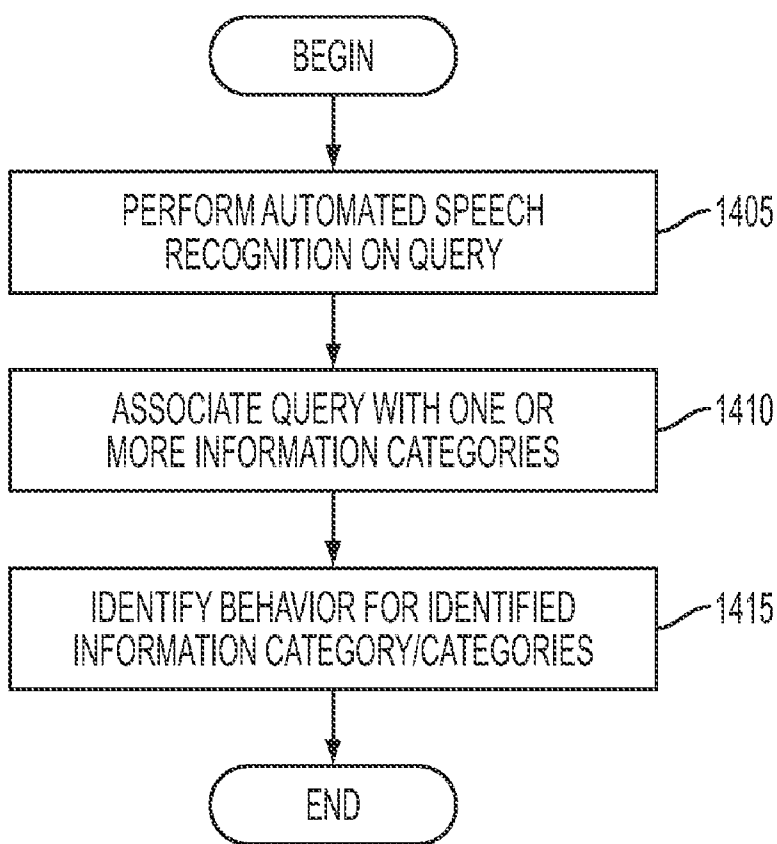 BEGIN
PERFORM AUTOMATED SPEECH
RECOGNITION ON QUERY
1405
ASSOCIATE QUERY WITH ONE OR
MORE INFORMATION CATEGORIES
1410
IDENTIFY BEHAVIOR FOR IDENTIFIED
INFORMATION CATEGORY/CATEGORIES
1415
END